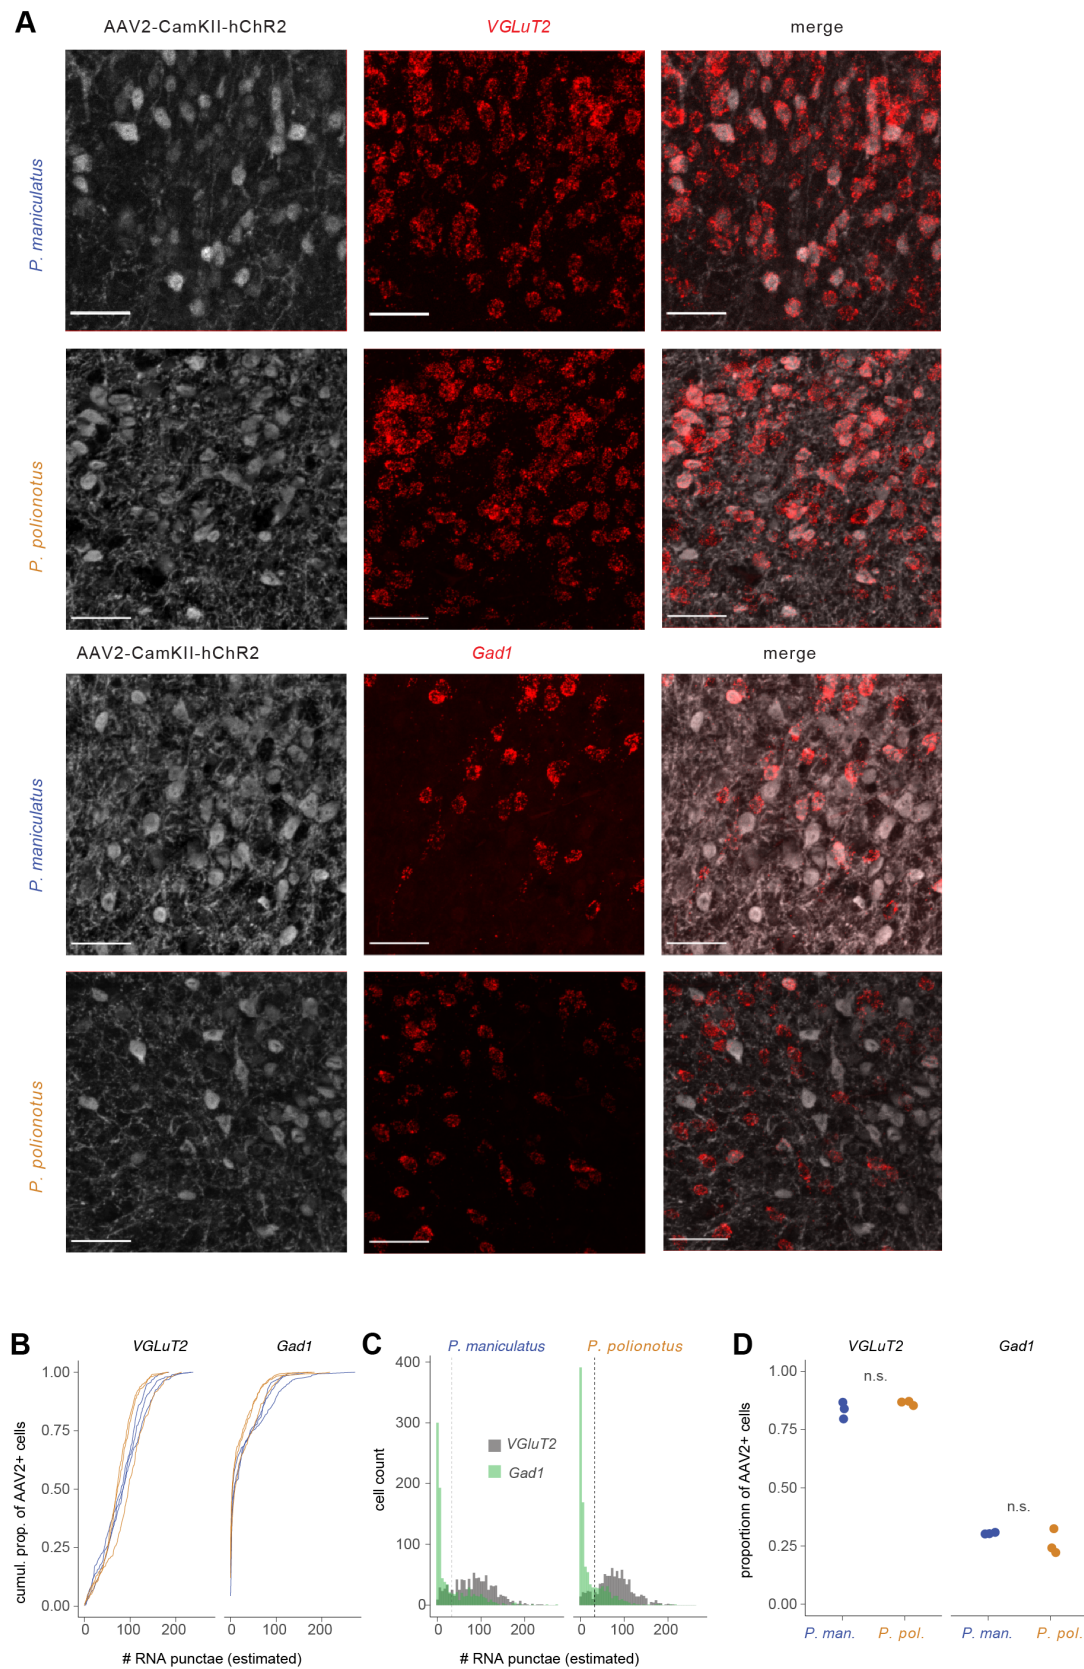 A
AAV2-CamKII-hChR2 VGLuT2 merge
P. maniculatus
P. polionotus
AAV2-CamKII-hChR2 Gad1 merge
P. maniculatus
P. polionotus
B
VGLuT2 Gad1
cumul. prop. of AAV2+ cells
1.00
0.75
0.50
0.25
0.00
0 100 200 0 100 200
# RNA punctae (estimated)
C
P. maniculatus P. polionotus
cell count
400
300
200
100
0
VGluT2
Gad1
0 100 200 0 100 200
# RNA punctae (estimated)
D
VGLuT2 Gad1
proportionn of AAV2+ cells
1.00
0.75
0.50
0.25
0.00
n.s.
n.s.
P. man. P. pol. P. man. P. pol.